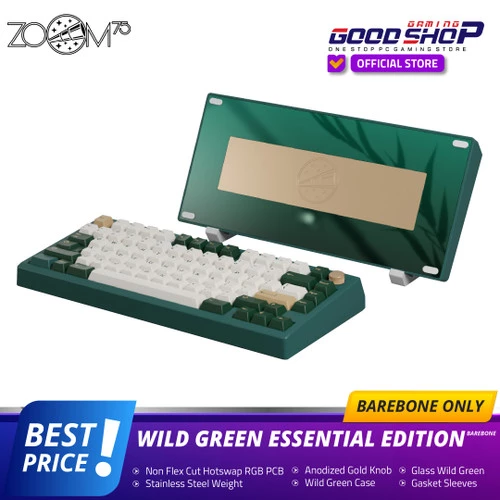 ZOOM75
GAMING
GOODSHOP
ONE STOP PC GAMING STORE
OFFICIAL STORE
BAREBONE ONLY
BEST
PRICE!
WILD GREEN ESSENTIAL EDITION BAREBONE
Non Flex Cut Hotswap RGB PCB
Stainless Steel Weight
Anodized Gold Knob
Wild Green Case
Glass Wild Green
Gasket Sleeves